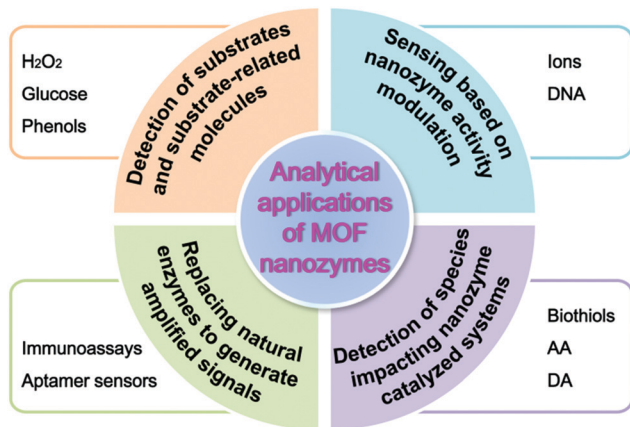 H2O2
Glucose
Phenols
Detection of substrates
and substrate-related
molecules
Sensing based on
nanozyme activity
modulation
Ions
DNA
Analytical
applications
of MOF
nanozymes
Immunoassays
Aptamer sensors
Replacing natural
enzymes to generate
amplified signals
Detection of species
impacting nanozyme
catalyzed systems
Biothiols
AA
DA